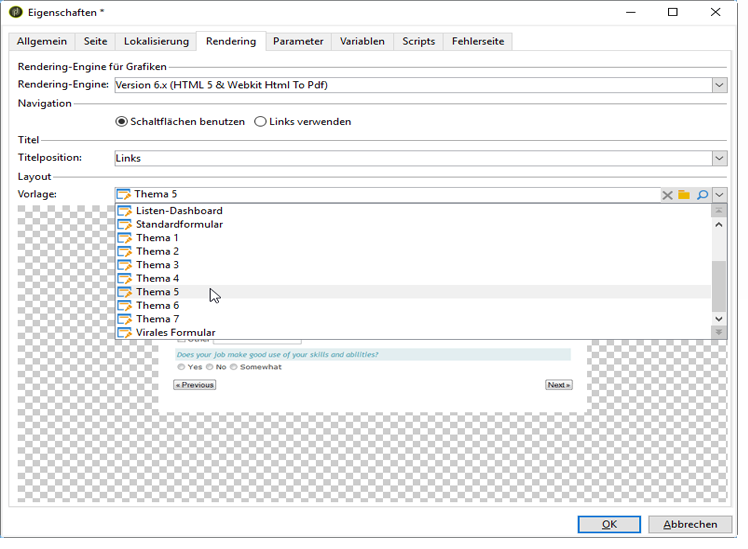 Eigenschaften *
Allgemein Seite Lokalisierung Rendering Parameter Variablen Scripts Fehlerseite
Rendering-Engine für Grafiken
Rendering-Engine: Version 6.x (HTML 5 & Webkit Html To Pdf)
Navigation
Schaltflächen benutzen Links verwenden
Titel
Titelposition: Links
Layout
Vorlage: Thema 5
Listen-Dashboard
Standardformular
Thema 1
Thema 2
Thema 3
Thema 4
Thema 5
Thema 6
Thema 7
Virales Formular
Does your job make good use of your skills and abilities?
Yes No Somewhat
« Previous Next »
OK Abbrechen